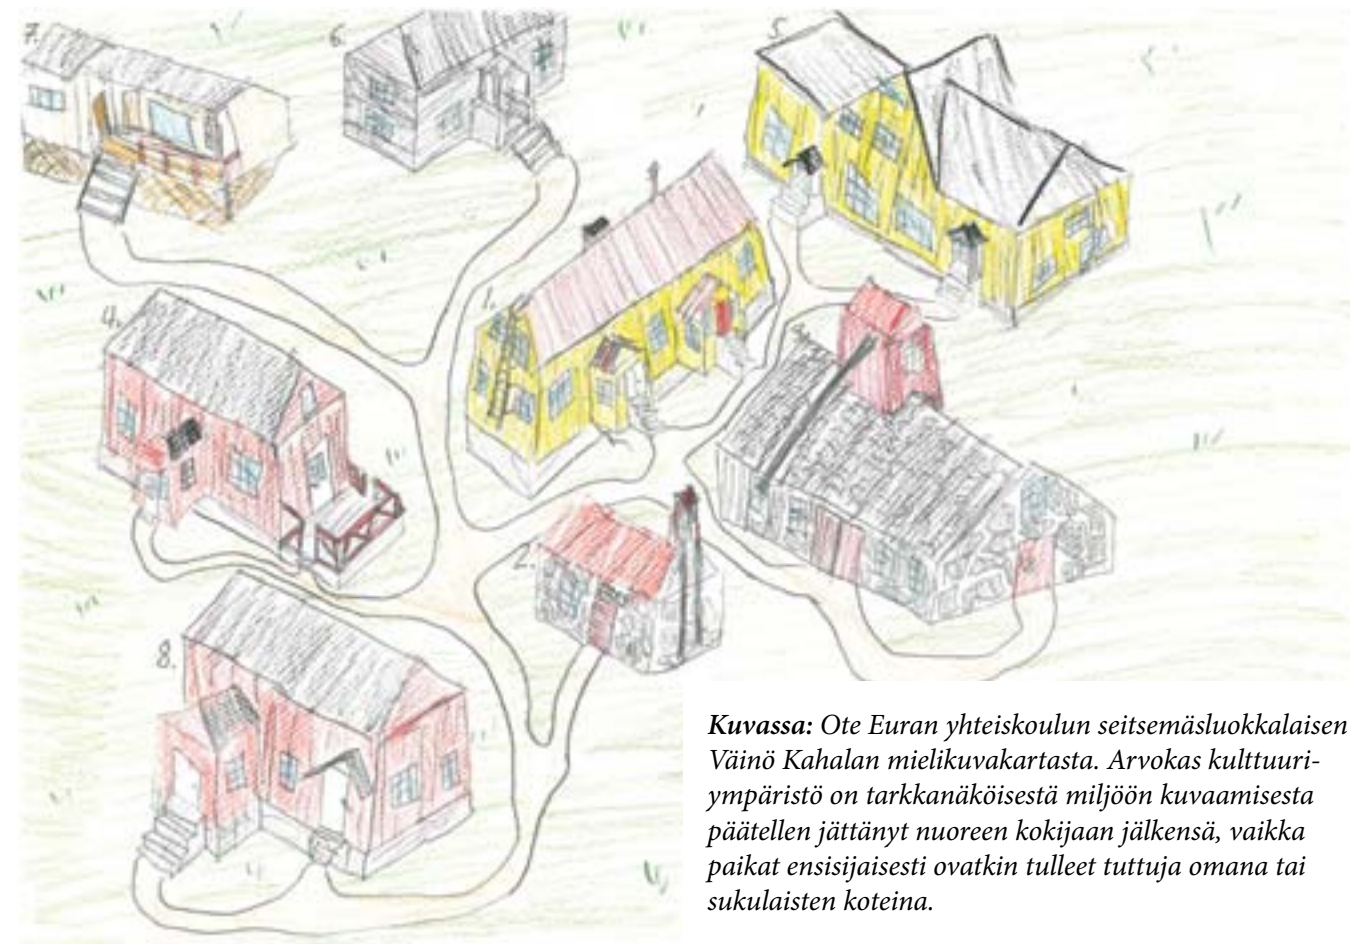 7.
6.
5.
1.
4.
2.
8.
Kuvassa: Ote Euran yhteiskoulun seitsemäsluokkalaisen
Väinö Kahalan mielikuvakartasta. Arvokas kulttuuri-
ympäristö on tarkkanäköisestä miljöön kuvaamisesta
päätellen jättänyt nuoreen kokijaan jälkensä, vaikka
paikat ensisijaisesti ovatkin tulleet tuttuja omana tai
sukulaisten koteina.